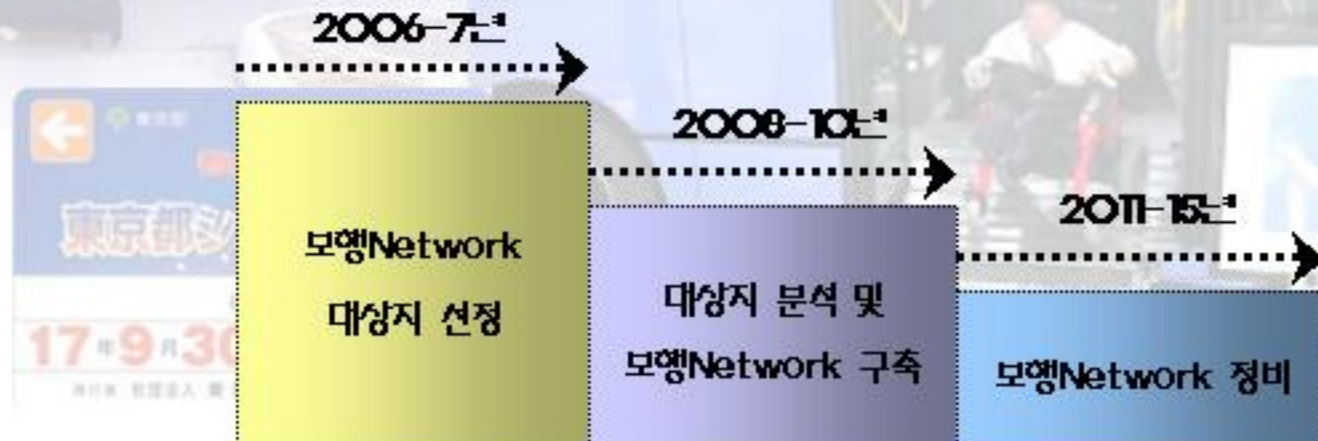 2006-7년
2008-10년
2011-15년
보행Network
대상지 선정
대상지 분석 및
보행Network 구축
보행Network 정비
東京都シ
17年9月30